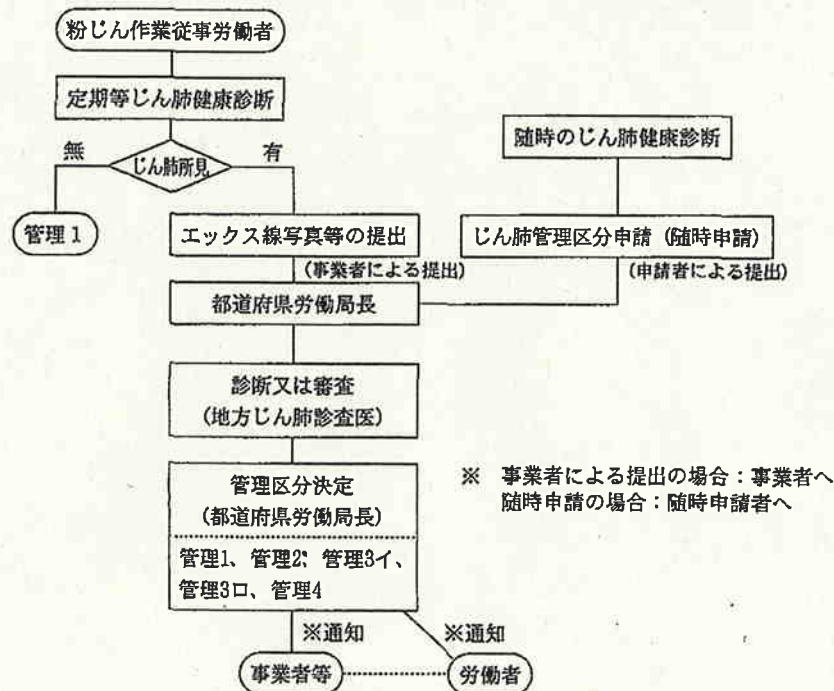 粉じん作業従事労働者
定期等じん肺健康診断
無
じん肺所見
有
随時のじん肺健康診断
管理1
エックス線写真等の提出
じん肺管理区分申請(随時申請)
(事業者による提出)
(申請者による提出)
都道府県労働局長
診断又は審査
(地方じん肺診査医)
管理区分決定
(都道府県労働局長)
※ 事業者による提出の場合:事業者へ
随時申請の場合:随時申請者へ
管理1、管理2、管理3イ、
管理3ロ、管理4
※通知
※通知
事業者等
労働者